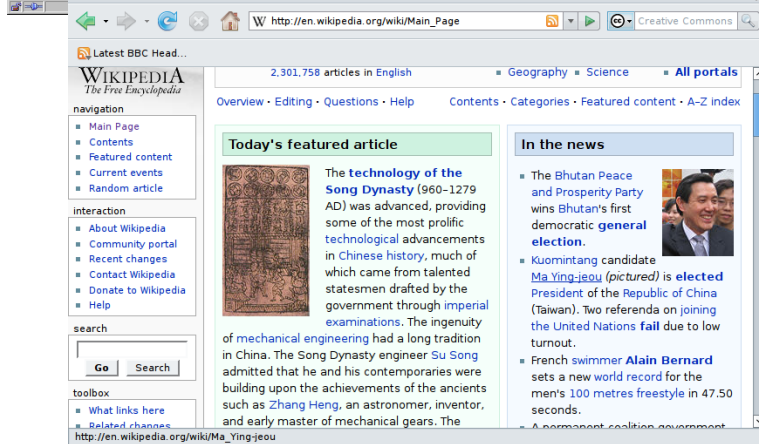 http://en.wikipedia.org/wiki/Main_Page
Creative Commons
Latest BBC Head...
WIKIPEDIA
The Free Encyclopedia
navigation
Main Page
Contents
Featured content
Current events
Random article
interaction
About Wikipedia
Community portal
Recent changes
Contact Wikipedia
Donate to Wikipedia
Help
search
Go Search
toolbox
What links here
Related changes
2,301,758 articles in English
Geography Science All portals
Overview · Editing · Questions · Help Contents · Categories · Featured content · A–Z index
Today's featured article
The technology of the
Song Dynasty (960–1279
AD) was advanced, providing
some of the most prolific
technological advancements
in Chinese history, much of
which came from talented
statesmen drafted by the
government through imperial
examinations. The ingenuity
of mechanical engineering had a long tradition
in China. The Song Dynasty engineer Su Song
admitted that he and his contemporaries were
building upon the achievements of the ancients
such as Zhang Heng, an astronomer, inventor,
and early master of mechanical gears. The
In the news
The Bhutan Peace
and Prosperity Party
wins Bhutan's first
democratic general
election.
Kuomintang candidate
Ma Ying-jeou (pictured) is elected
President of the Republic of China
(Taiwan). Two referenda on joining
the United Nations fail due to low
turnout.
French swimmer Alain Bernard
sets a new world record for the
men's 100 metres freestyle in 47.50
seconds.
A permanent coalition government
http://en.wikipedia.org/wiki/Ma_Ying-jeou